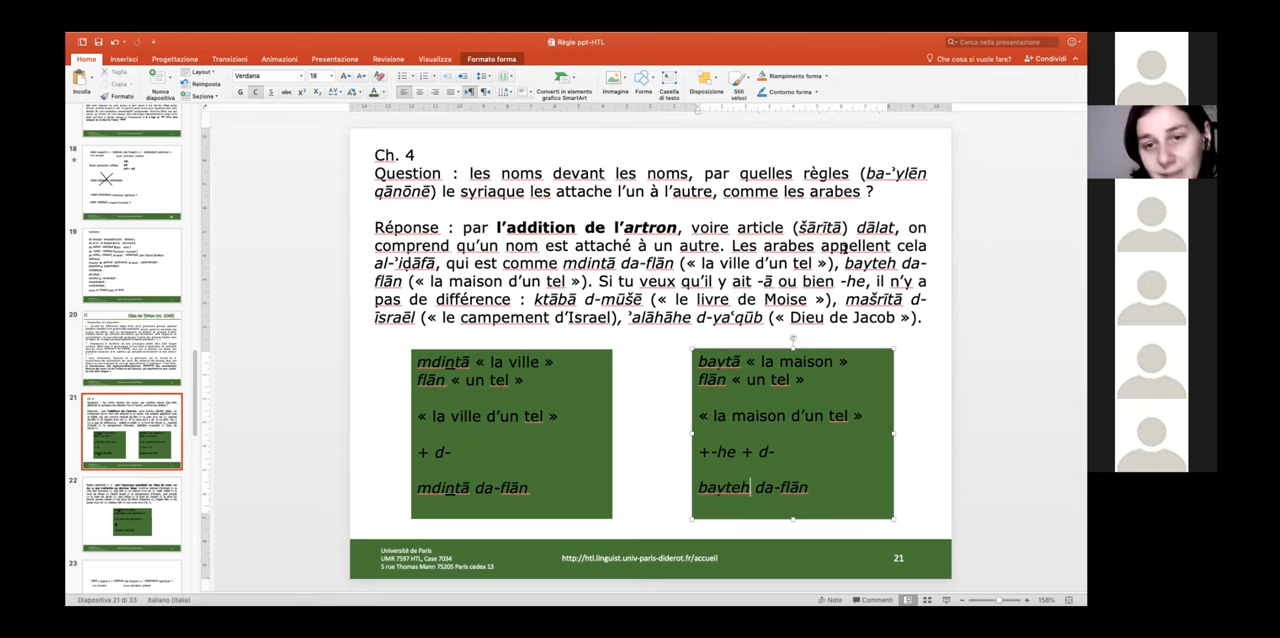 Règle ppt-HTL
Cerca nella presentazione
Home Inserisci Progettazione Transizioni Animazioni Presentazione Revisione Visualizza Formato forma
Che cosa si vuole fare? Condividi
Incolla
Taglia
Copia
Formato
Nuova diapositiva
Layout
Reimposta
Sezione
Verdana 18
Converti in elemento grafico SmartArt
Immagine
Forme
Casella di testo
Disposizione
Stili veloci
Riempimento forma
Contorno forma
18
19
20
21
22
23
Ch. 4
Question : les noms devant les noms, par quelles règles (ba-ʾylēn
qānōnē) le syriaque les attache l’un à l’autre, comme les arabes ?
Réponse : par l’addition de l’artron, voire article (šārītā) dālat, on
comprend qu’un nom est attaché à un autre. Les arabes appellent cela
al-ʾiḍāfa, qui est comme mdintā da-flān (« la ville d’un tel »), bayteh da-
flān (« la maison d’un tel »). Si tu veux qu’il y ait -ā ou bien -he, il n’y a
pas de différence : ktābā d-mūšē (« le livre de Moise »), mašrītā d-
īsraēl (« le campement d’Israel), ʾalāhāhe d-yaʿqūb (« Dieu de Jacob »).
mdintā « la ville »
flān « un tel »
« la ville d’un tel »
+ d-
mdintā da-flān
baytā « la maison »
flān « un tel »
« la maison d’un tel »
+-he + d-
bayteh da-flān
Université de Paris
UMR 7597 HTL, Case 7034
5 rue Thomas Mann 75205 Paris cedex 13
http://htl.linguist.univ-paris-diderot.fr/accueil
21
Diapositiva 21 di 33 Italiano (Italia)
Note Commenti 158%